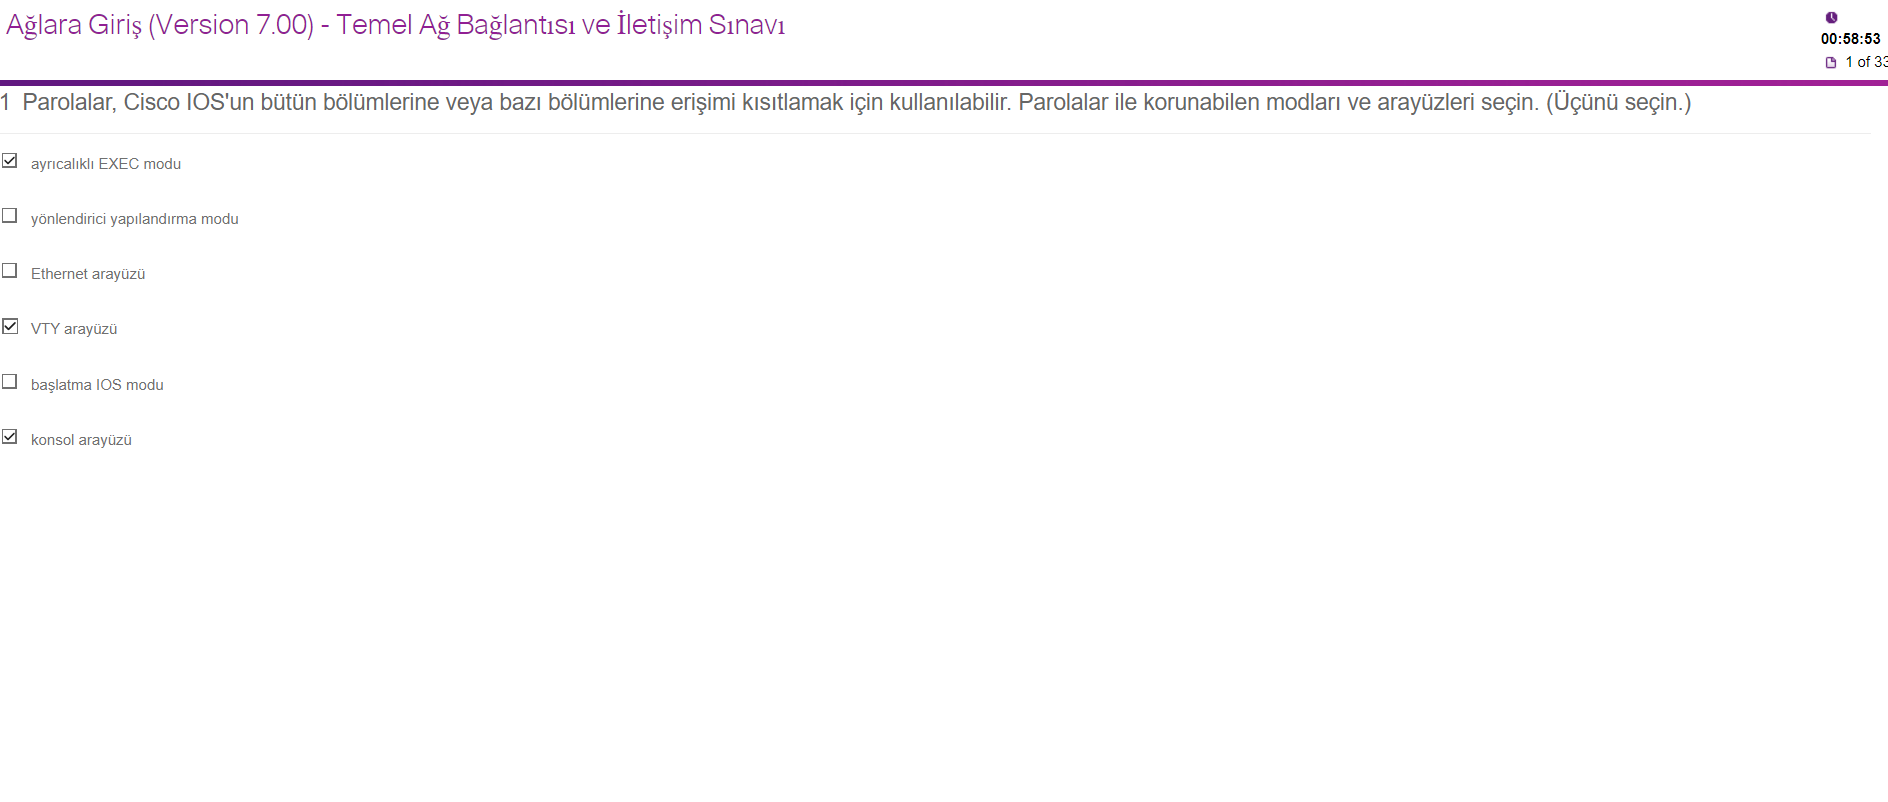 Ağlara Giriş (Version 7.00) - Temel Ağ Bağlantısı ve İletişim Sınavı
00:58:53
1 of 33
1 Parolalar, Cisco IOS'un bütün bölümlerine veya bazı bölümlerine erişimi kısıtlamak için kullanılabilir. Parolalar ile korunabilen modları ve arayüzleri seçin. (Üçünü seçin.)
ayrıcalıklı EXEC modu
yönlendirici yapılandırma modu
Ethernet arayüzü
VTY arayüzü
başlatma IOS modu
konsol arayüzü